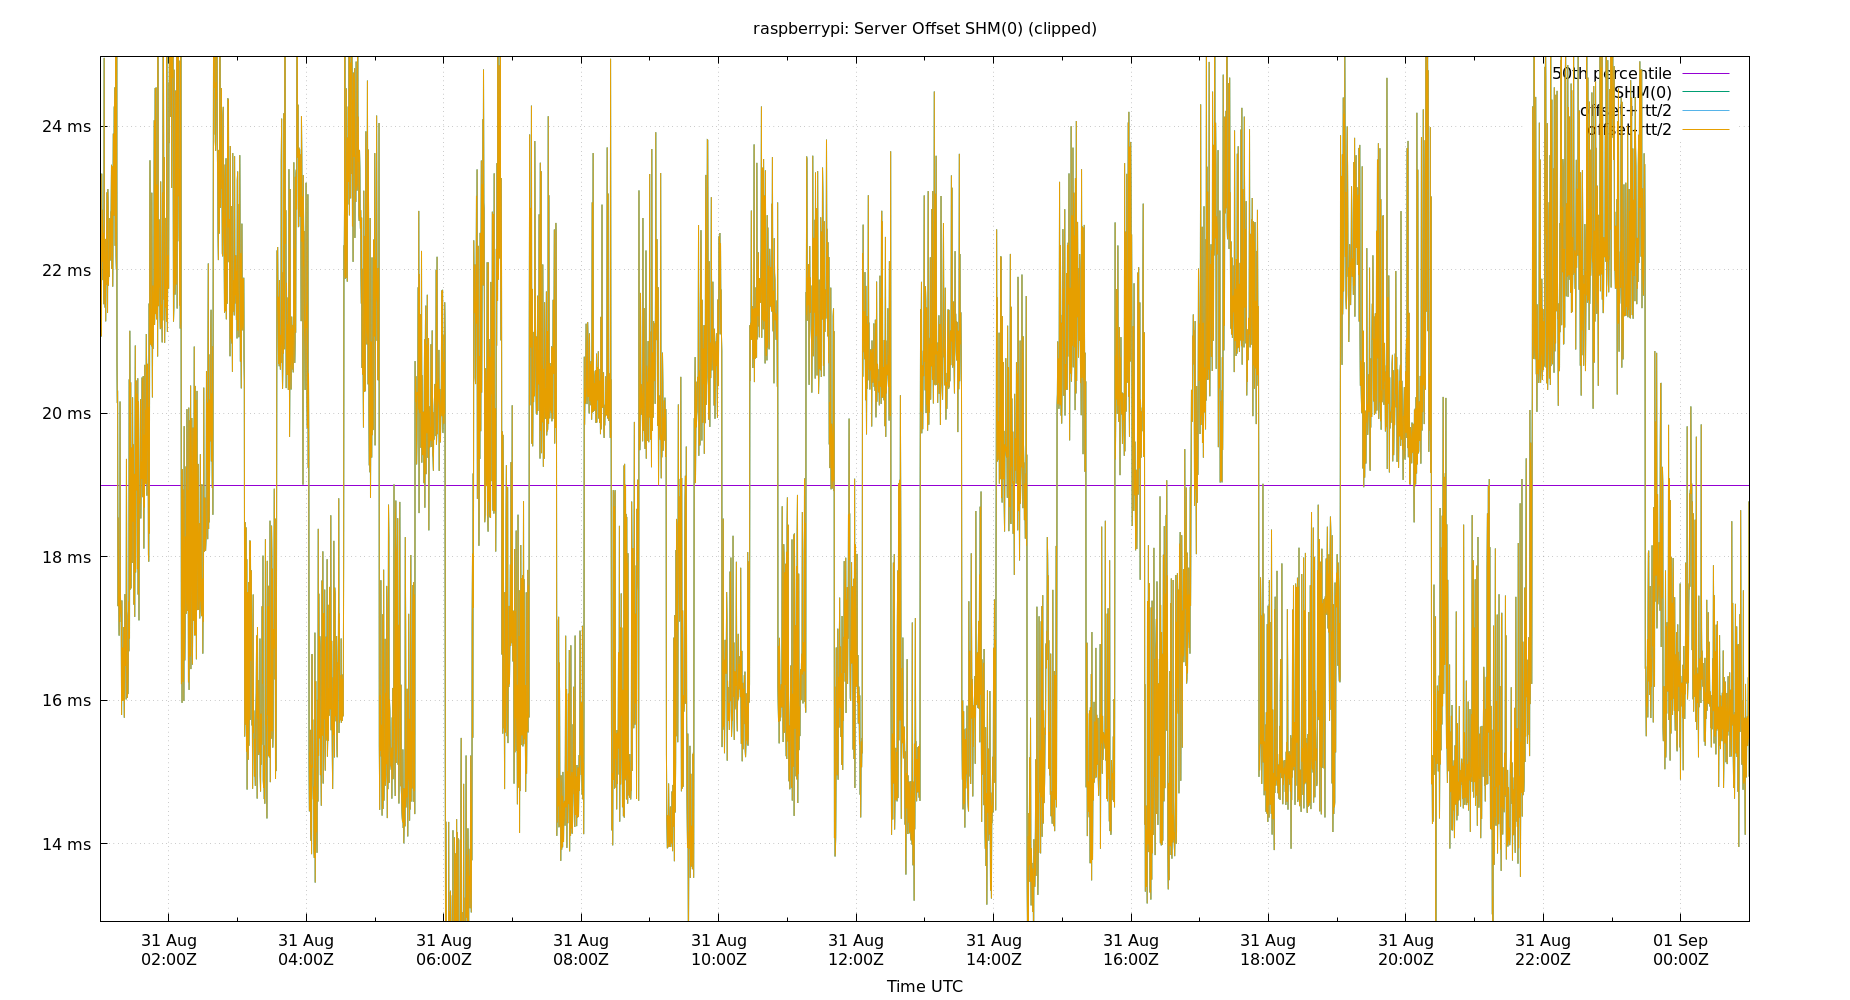 raspberrypi: Server Offset SHM(0) (clipped)
50th percentile
SHM(0)
offset+rtt/2
offset-rtt/2
24 ms
22 ms
20 ms
18 ms
16 ms
14 ms
31 Aug 31 Aug 31 Aug 31 Aug 31 Aug 31 Aug 31 Aug 31 Aug 31 Aug 31 Aug 31 Aug 01 Sep
02:00Z 04:00Z 06:00Z 08:00Z 10:00Z 12:00Z 14:00Z 16:00Z 18:00Z 20:00Z 22:00Z 00:00Z
Time UTC